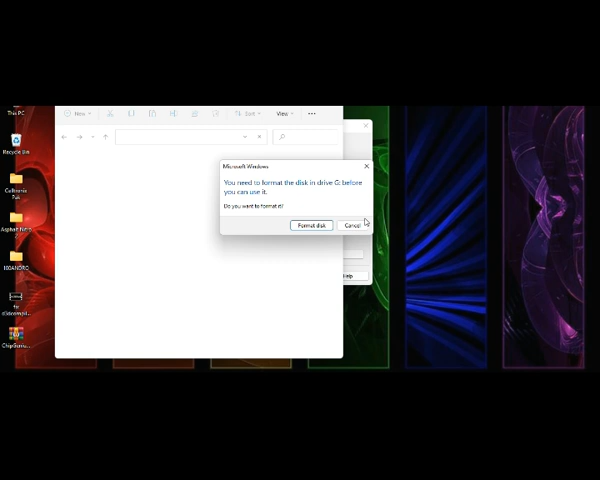 This PC
Recycle Bin
New
Sort
View
Microsoft Windows
You need to format the disk in drive G: before
you can use it.
Do you want to format it?
Format disk
Cancel
Help